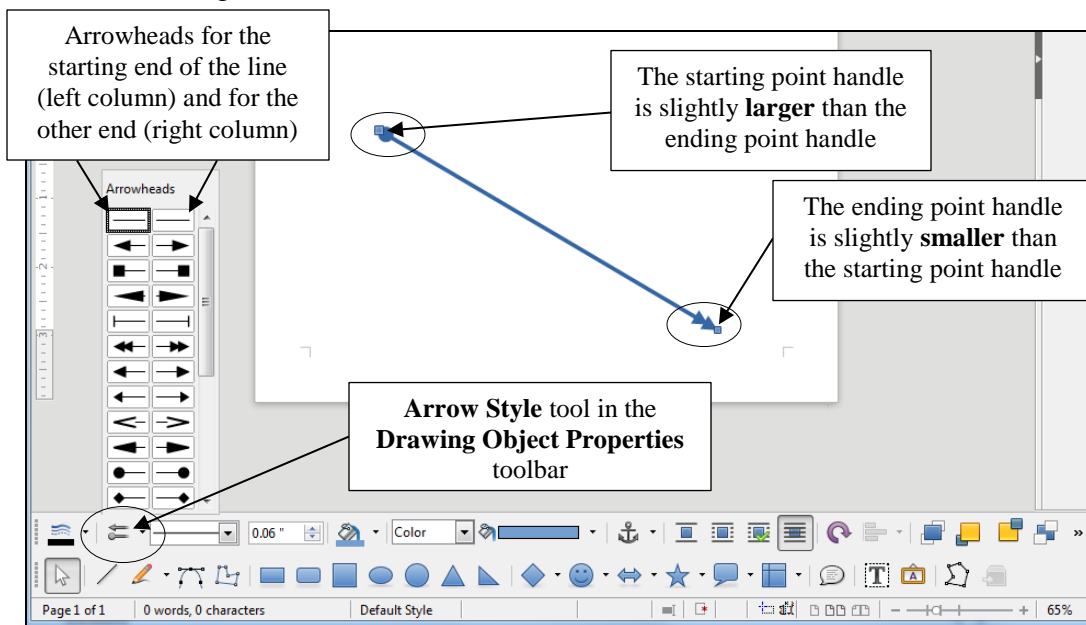 Arrowheads for the
starting end of the line
(left column) and for the
other end (right column)
The starting point handle
is slightly larger than the
ending point handle
Arrowheads
The ending point handle
is slightly smaller than
the starting point handle
1
2
3
Arrow Style tool in the
Drawing Object Properties
toolbar
0.06 "
Color
»
T
A
Page 1 of 1
0 words, 0 characters
Default Style
65%